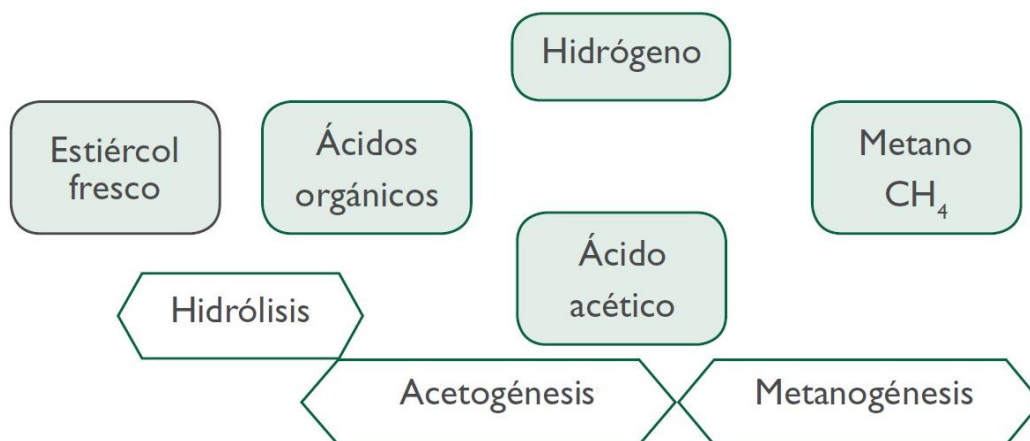 Hidrógeno
Estiércol
fresco
Ácidos
orgánicos
Metano
CH₄
Ácido
acético
Hidrólisis
Acetogénesis
Metanogénesis